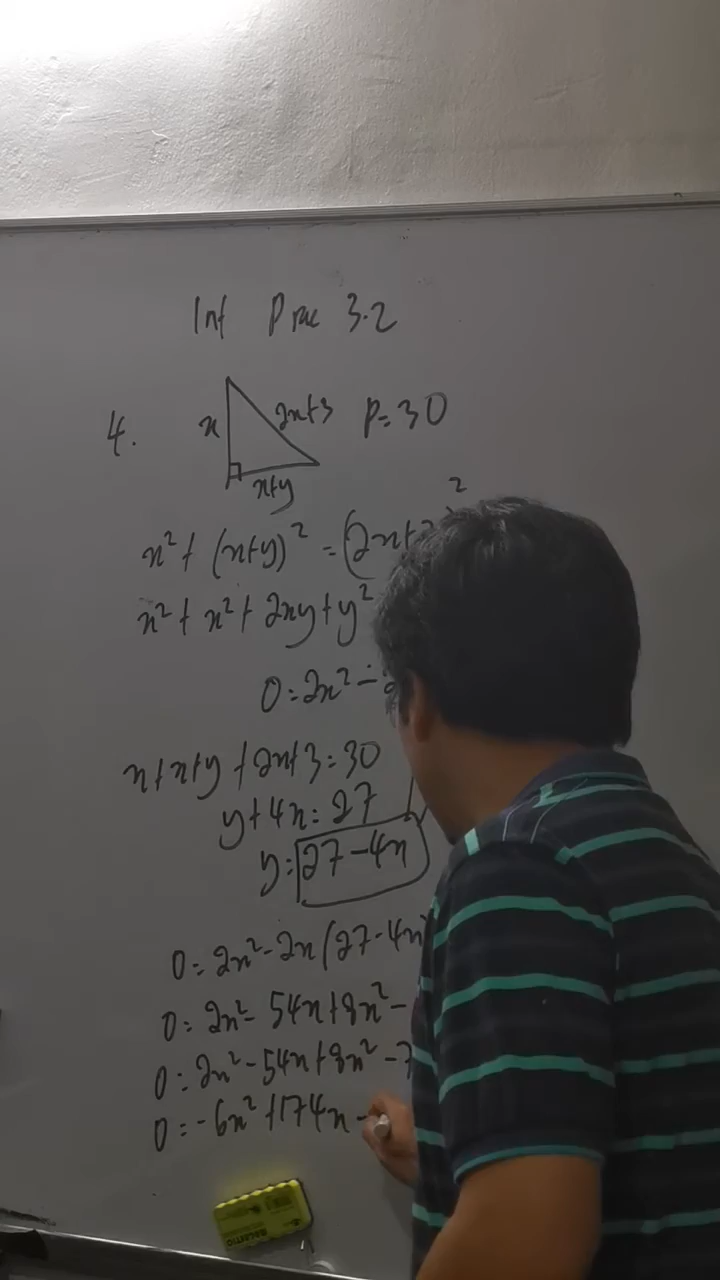 Int Prac 3.2
4. x 2x+3 P=30
x+y
x² + (x+y)² = (2x+
x² + x² + 2xy + y²
0 = 2x² -
x+x+y+2x+3=30
y+4x=27
y=27-4x
0=2x²-2x(27-4x)
0=2x²-54x+8x²-
0=2x²-54x+8x²-7
0=-6x²+174x-